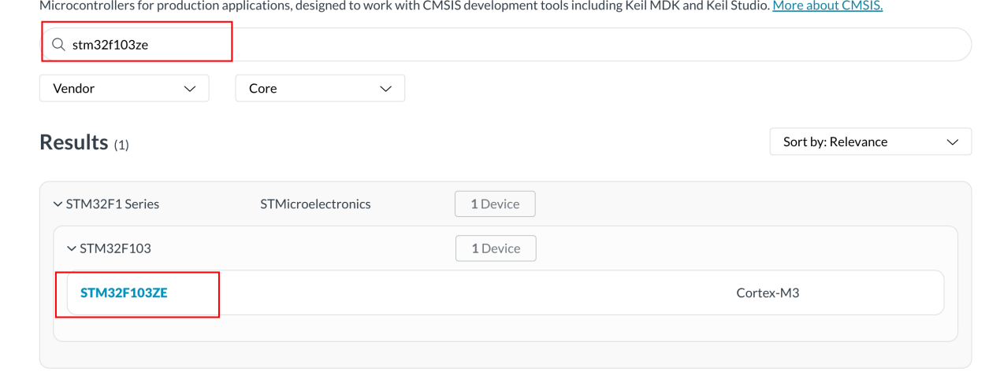 Microcontrollers for production applications, designed to work with CMSIS development tools including Keil MDK and Keil Studio. More about CMSIS.
stm32f103ze
Vendor Core
Results (1) Sort by: Relevance
STM32F1 Series STMicroelectronics 1 Device
STM32F103 1 Device
STM32F103ZE Cortex-M3